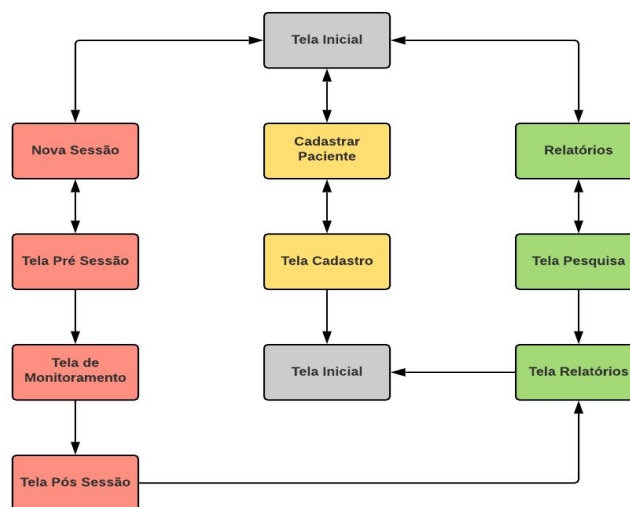 Tela Inicial
Nova Sessão
Cadastrar
Paciente
Relatórios
Tela Pré Sessão
Tela Cadastro
Tela Pesquisa
Tela de
Monitoramento
Tela Inicial
Tela Relatórios
Tela Pós Sessão